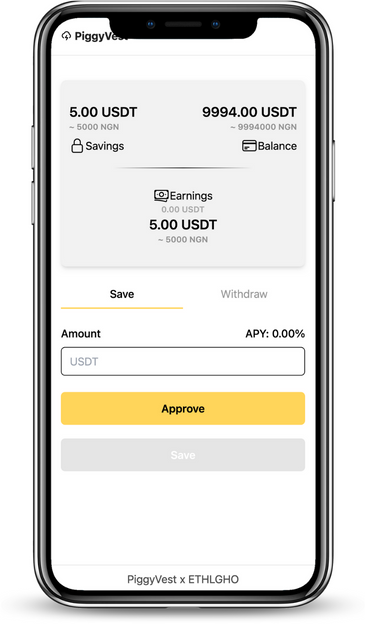 PiggyVest
5.00 USDT 9994.00 USDT
~ 5000 NGN ~ 9994000 NGN
Savings Balance
Earnings
0.00 USDT
5.00 USDT
~ 5000 NGN
Save Withdraw
Amount APY: 0.00%
USDT
Approve
Save
PiggyVest x ETHLGHO